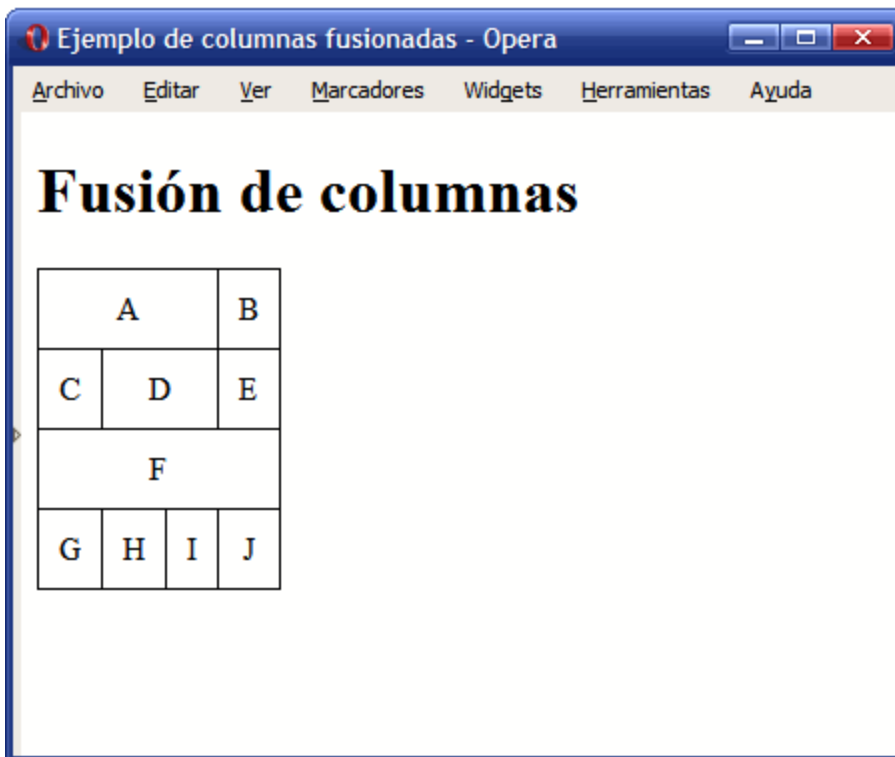 Ejemplo de columnas fusionadas - Opera
Archivo Editar Ver Marcadores Widgets Herramientas Ayuda
Fusión de columnas
A B
C D E
F
G H I J